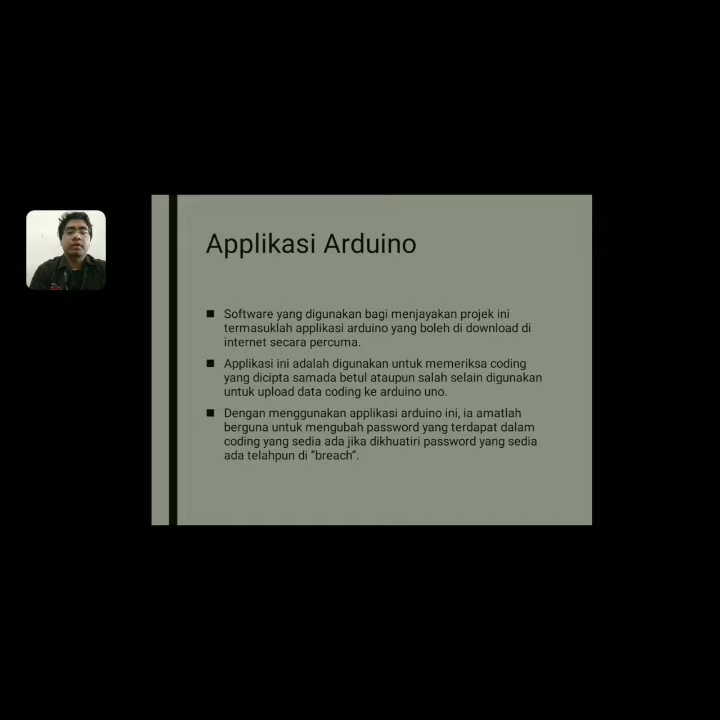 Applikasi Arduino
Software yang digunakan bagi menjayakan projek ini
termasuklah applikasi arduino yang boleh di download di
internet secara percuma.
Applikasi ini adalah digunakan untuk memeriksa coding
yang dicipta samada betul ataupun salah selain digunakan
untuk upload data coding ke arduino uno.
Dengan menggunakan applikasi arduino ini, ia amatlah
berguna untuk mengubah password yang terdapat dalam
coding yang sedia ada jika dikhuatiri password yang sedia
ada telahpun di “breach”.